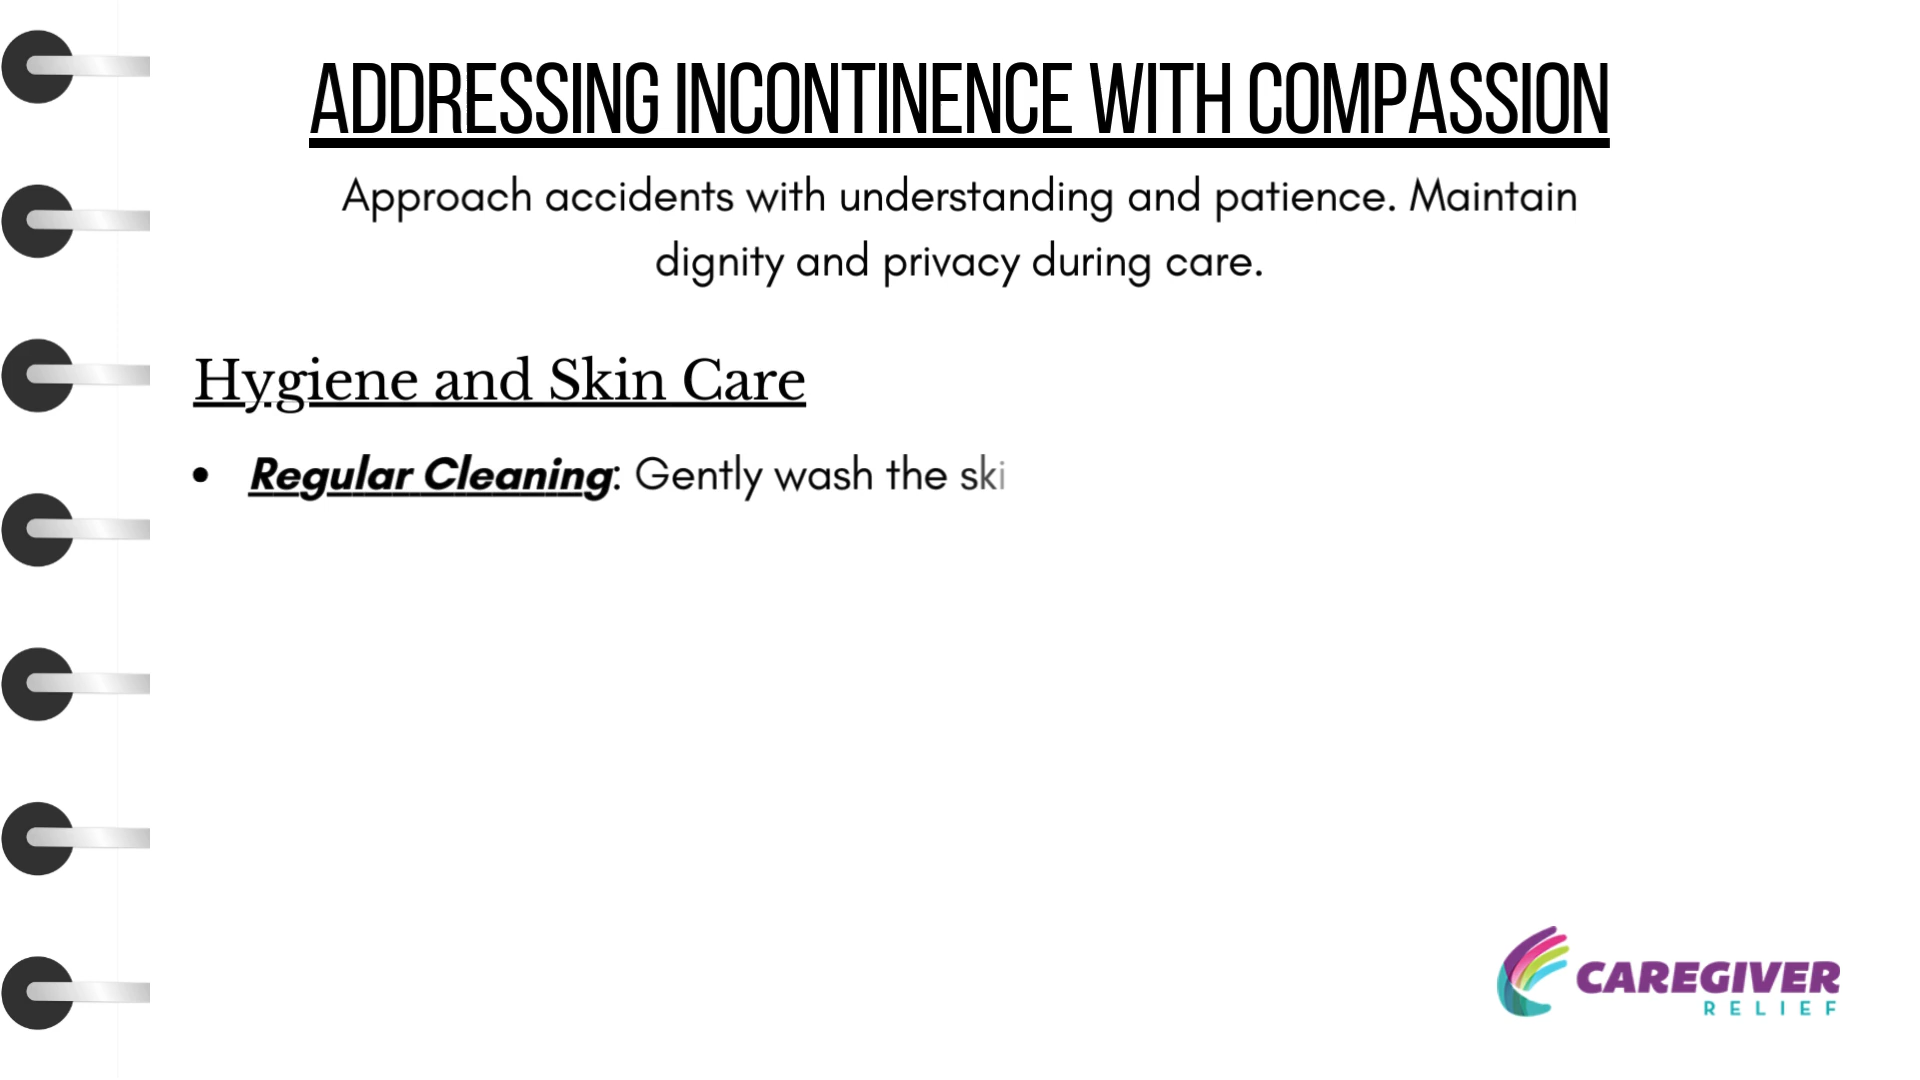 ADDRESSING INCONTINENCE WITH COMPASSION
Approach accidents with understanding and patience. Maintain
dignity and privacy during care.
Hygiene and Skin Care
• Regular Cleaning: Gently wash the ski
CAREGIVER
RELIEF